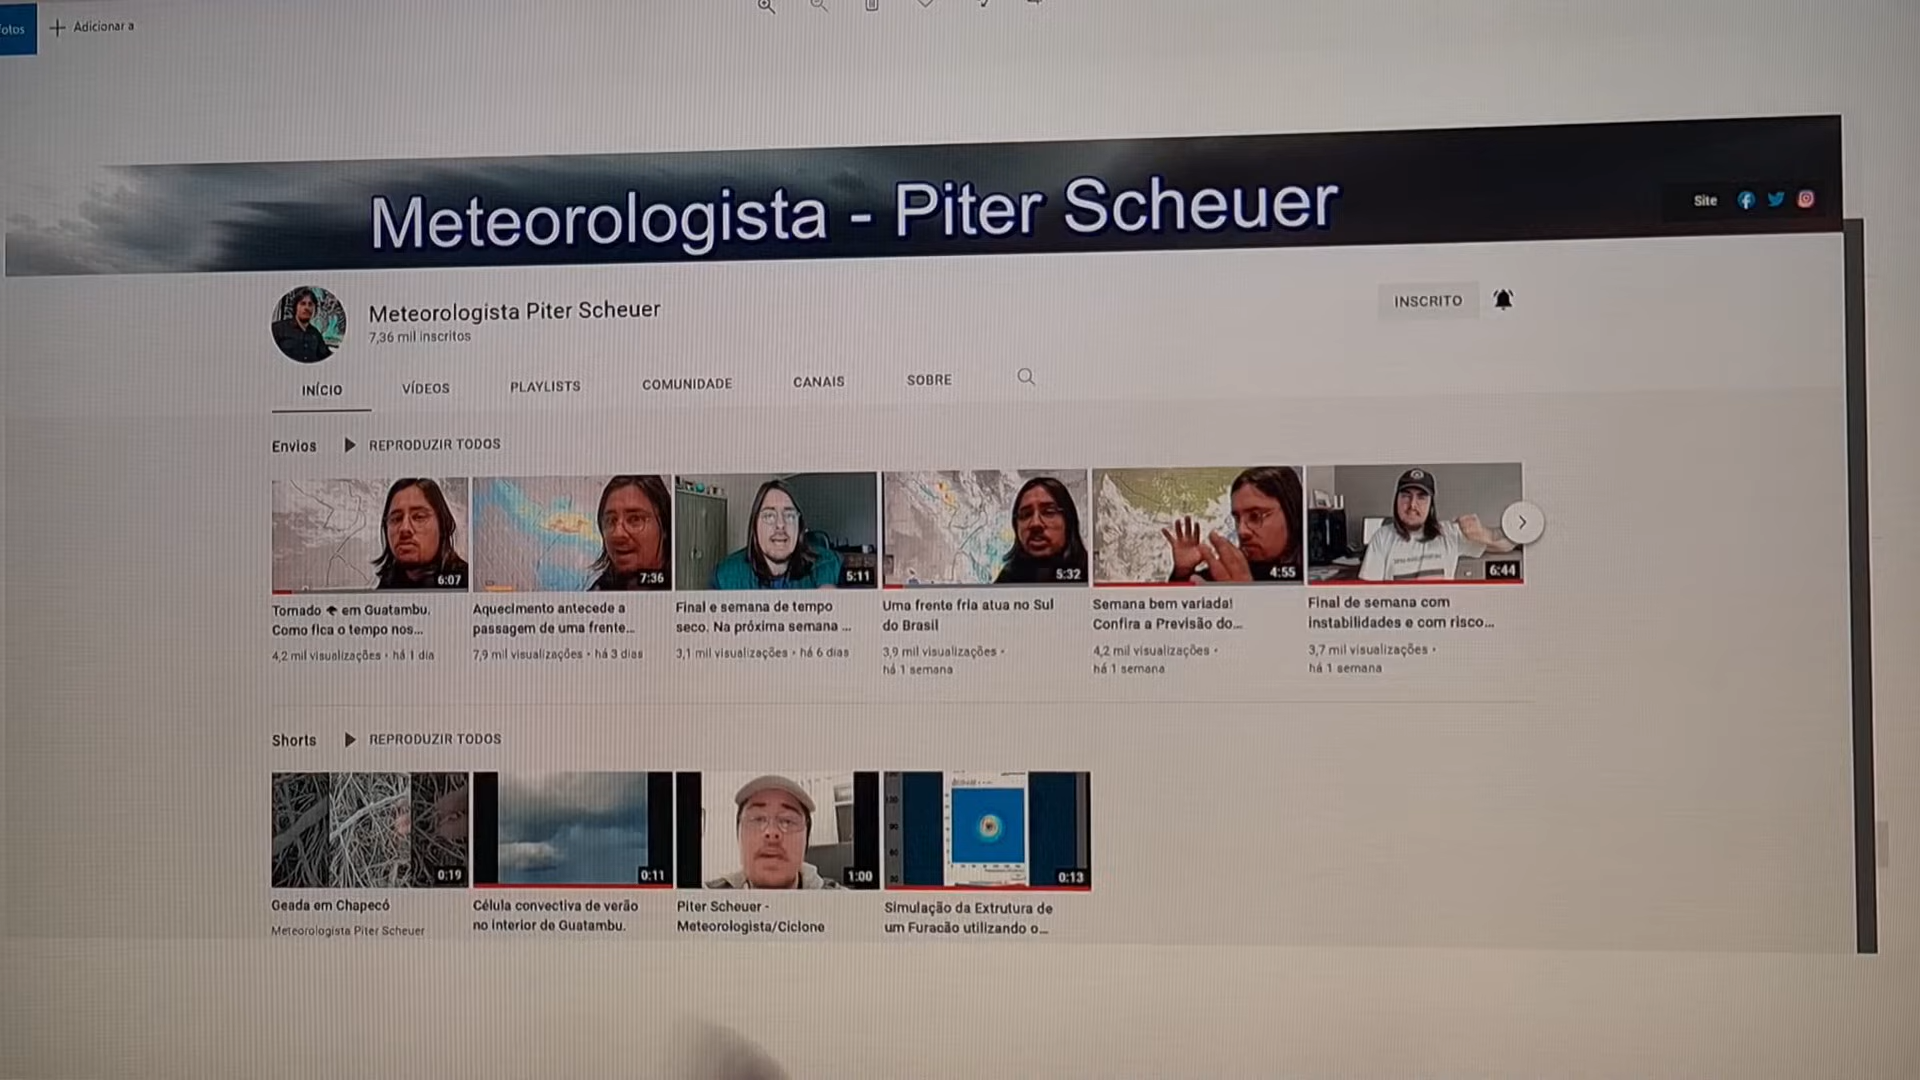 otos
Adicionar a
Meteorologista - Piter Scheuer
Site
Meteorologista Piter Scheuer
7,36 mil inscritos
INSCRITO
INÍCIO VÍDEOS PLAYLISTS COMUNIDADE CANAIS SOBRE
Envios REPRODUZIR TODOS
6:07 7:36 5:11 5:32 4:55 6:44
Tornado em Guatambu.
Como fica o tempo nos...
4,2 mil visualizações • há 1 dia
Aquecimento antecede a
passagem de uma frente...
7,9 mil visualizações • há 3 dias
Final e semana de tempo
seco. Na próxima semana ...
3,1 mil visualizações • há 6 dias
Uma frente fria atua no Sul
do Brasil
3,9 mil visualizações •
há 1 semana
Semana bem variada!
Confira a Previsão do...
4,2 mil visualizações •
há 1 semana
Final de semana com
instabilidades e com risco...
3,7 mil visualizações •
há 1 semana
Shorts REPRODUZIR TODOS
0:19 0:11 1:00 0:13
Geada em Chapecó
Meteorologista Piter Scheuer
Célula convectiva de verão
no interior de Guatambu.
Piter Scheuer -
Meteorologista/Ciclone
Simulação da Extrutura de
um Furacão utilizando o...